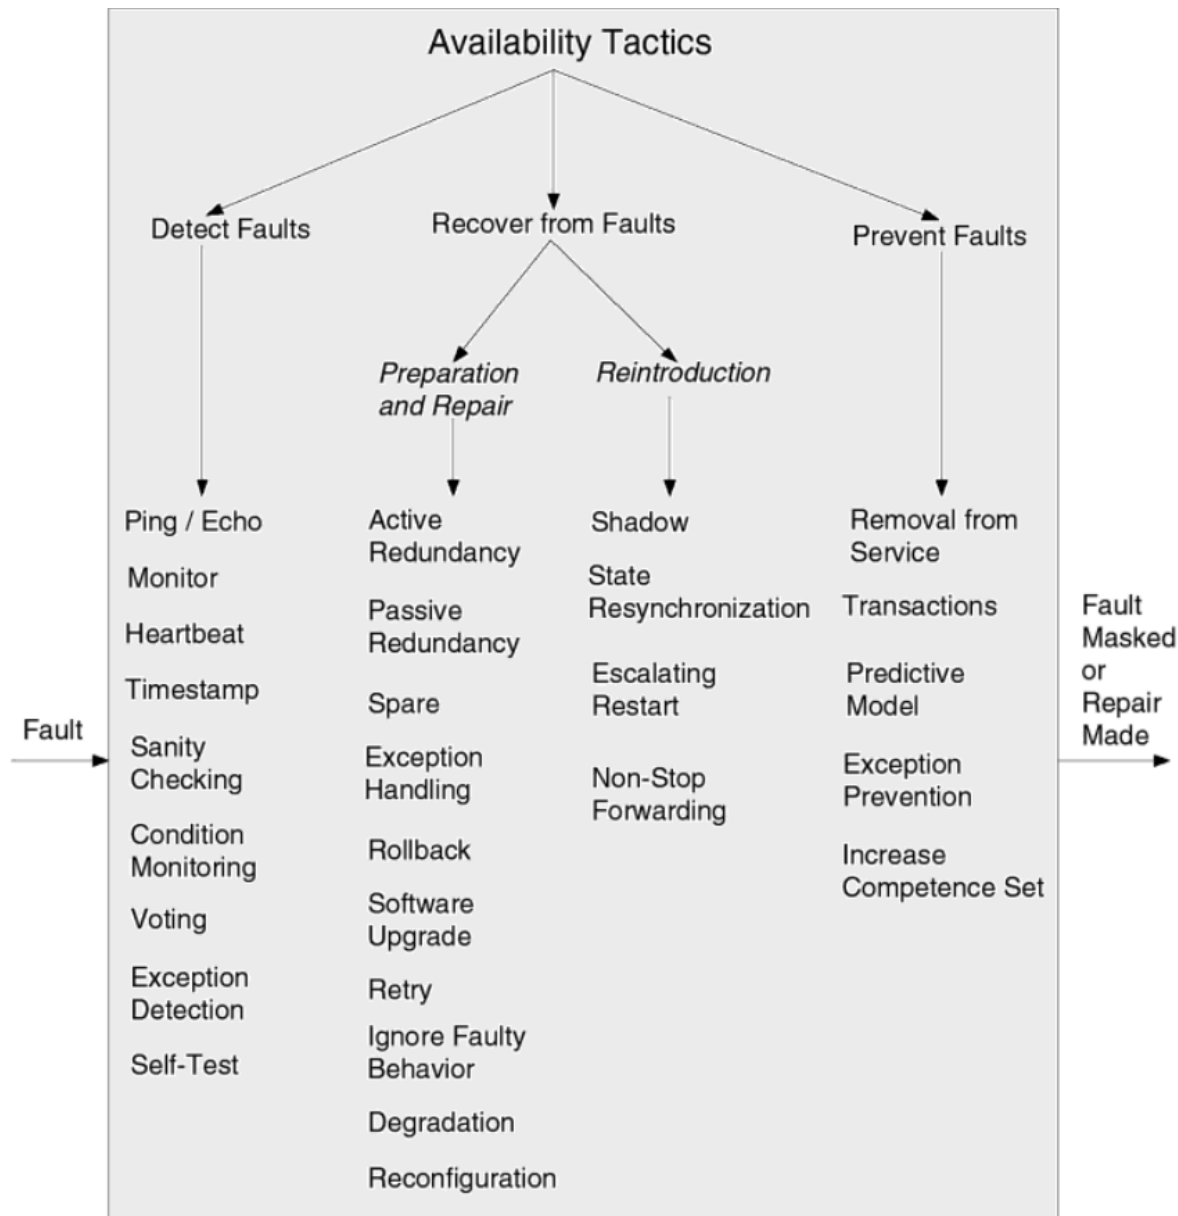 Availability Tactics
Detect Faults
Recover from Faults
Prevent Faults
Preparation
and Repair
Reintroduction
Fault
Ping / Echo
Monitor
Heartbeat
Timestamp
Sanity
Checking
Condition
Monitoring
Voting
Exception
Detection
Self-Test
Active
Redundancy
Passive
Redundancy
Spare
Exception
Handling
Rollback
Software
Upgrade
Retry
Ignore Faulty
Behavior
Degradation
Reconfiguration
Shadow
State
Resynchronization
Escalating
Restart
Non-Stop
Forwarding
Removal from
Service
Transactions
Predictive
Model
Exception
Prevention
Increase
Competence Set
Fault
Masked
or
Repair
Made